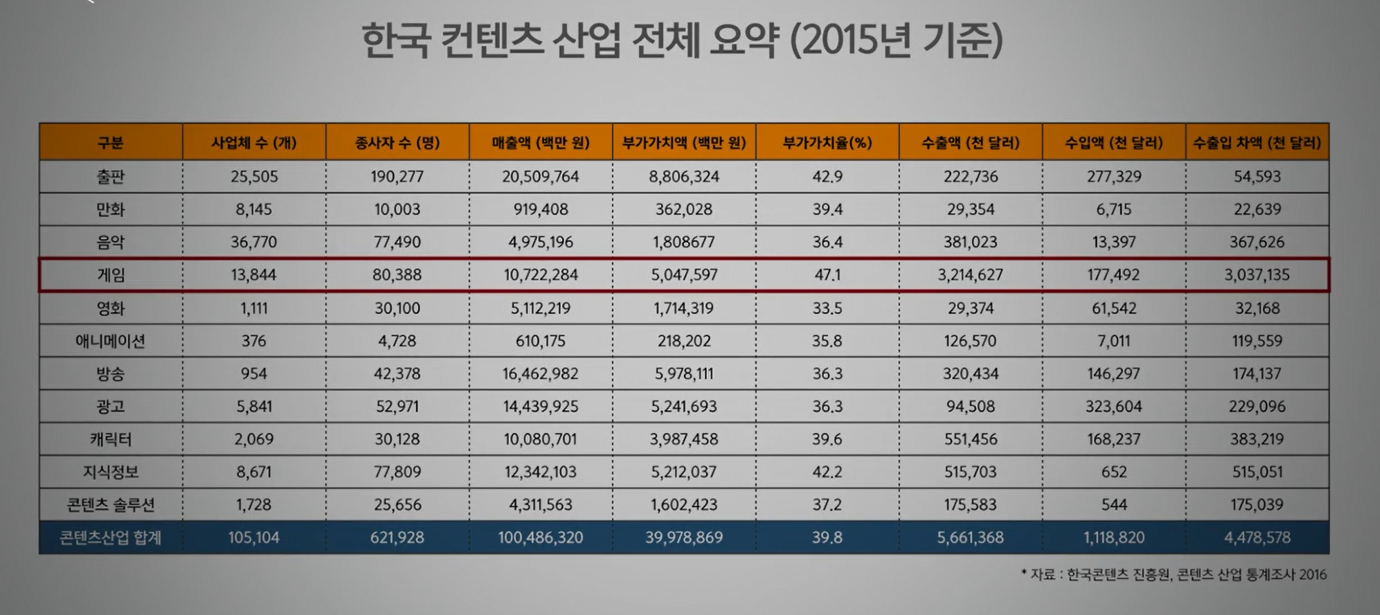 한국 컨텐츠 산업 전체 요약 (2015년 기준)
구분 사업체 수 (개) 종사자 수 (명) 매출액 (백만 원) 부가가치액 (백만 원) 부가가치율(%) 수출액 (천 달러) 수입액 (천 달러) 수출입 차액 (천 달러)
출판 25,505 190,277 20,509,764 8,806,324 42.9 222,736 277,329 54,593
만화 8,145 10,003 919,408 362,028 39.4 29,354 6,715 22,639
음악 36,770 77,490 4,975,196 1,808677 36.4 381,023 13,397 367,626
게임 13,844 80,388 10,722,284 5,047,597 47.1 3,214,627 177,492 3,037,135
영화 1,111 30,100 5,112,219 1,714,319 33.5 29,374 61,542 32,168
애니메이션 376 4,728 610,175 218,202 35.8 126,570 7,011 119,559
방송 954 42,378 16,462,982 5,978,111 36.3 320,434 146,297 174,137
광고 5,841 52,971 14,439,925 5,241,693 36.3 94,508 323,604 229,096
캐릭터 2,069 30,128 10,080,701 3,987,458 39.6 551,456 168,237 383,219
지식정보 8,671 77,809 12,342,103 5,212,037 42.2 515,703 652 515,051
콘텐츠 솔루션 1,728 25,656 4,311,563 1,602,423 37.2 175,583 544 175,039
콘텐츠산업 합계 105,104 621,928 100,486,320 39,978,869 39.8 5,661,368 1,118,820 4,478,578
* 자료 : 한국콘텐츠 진흥원, 콘텐츠 산업 통계조사 2016